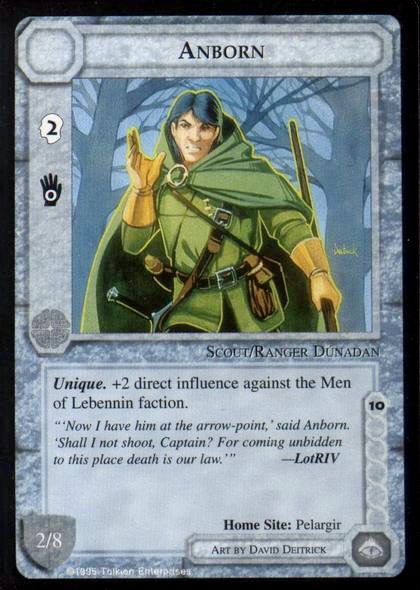 ANBORN
2
0
Deitrick
SCOUT/RANGER DÚNADAN
Unique. +2 direct influence against the Men
of Lebennin faction.
10
“‘Now I have him at the arrow-point,’ said Anborn.
‘Shall I not shoot, Captain? For coming unbidden
to this place death is our law.’” —LotRIV
Home Site: Pelargir
2/8
ART BY DAVID DEITRICK
©1995 Tolkien Enterprises